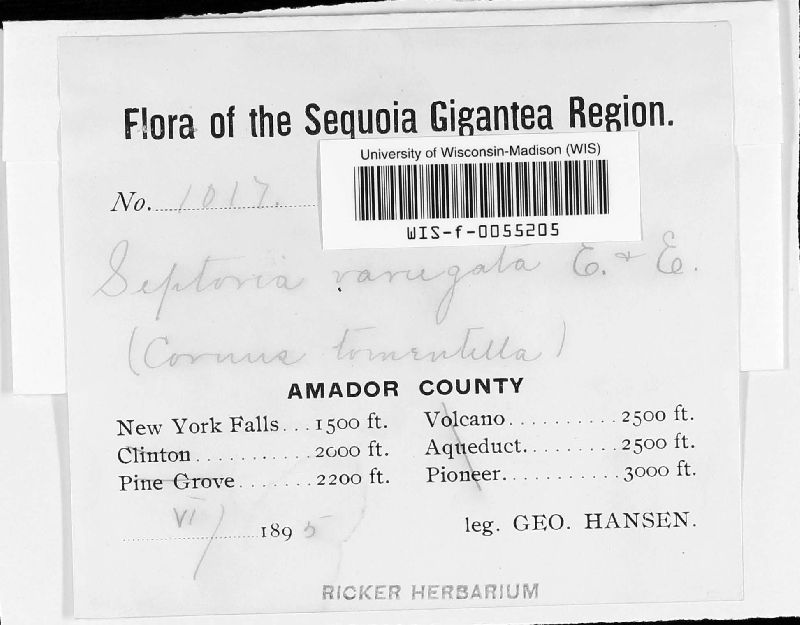 Flora of the Sequoia Gigantea Region.
University of Wisconsin-Madison (WIS)
WIS-f-0055205
No. 1017.
Septoria variegata E. & E.
(Cornus tomentella)
AMADOR COUNTY
New York Falls...1500 ft. Volcano..........2500 ft.
Clinton...........2000 ft. Aqueduct.........2500 ft.
Pine Grove.......2200 ft. Pioneer...........3000 ft.
VI/ 1895 leg. GEO. HANSEN.
RICKER HERBARIUM